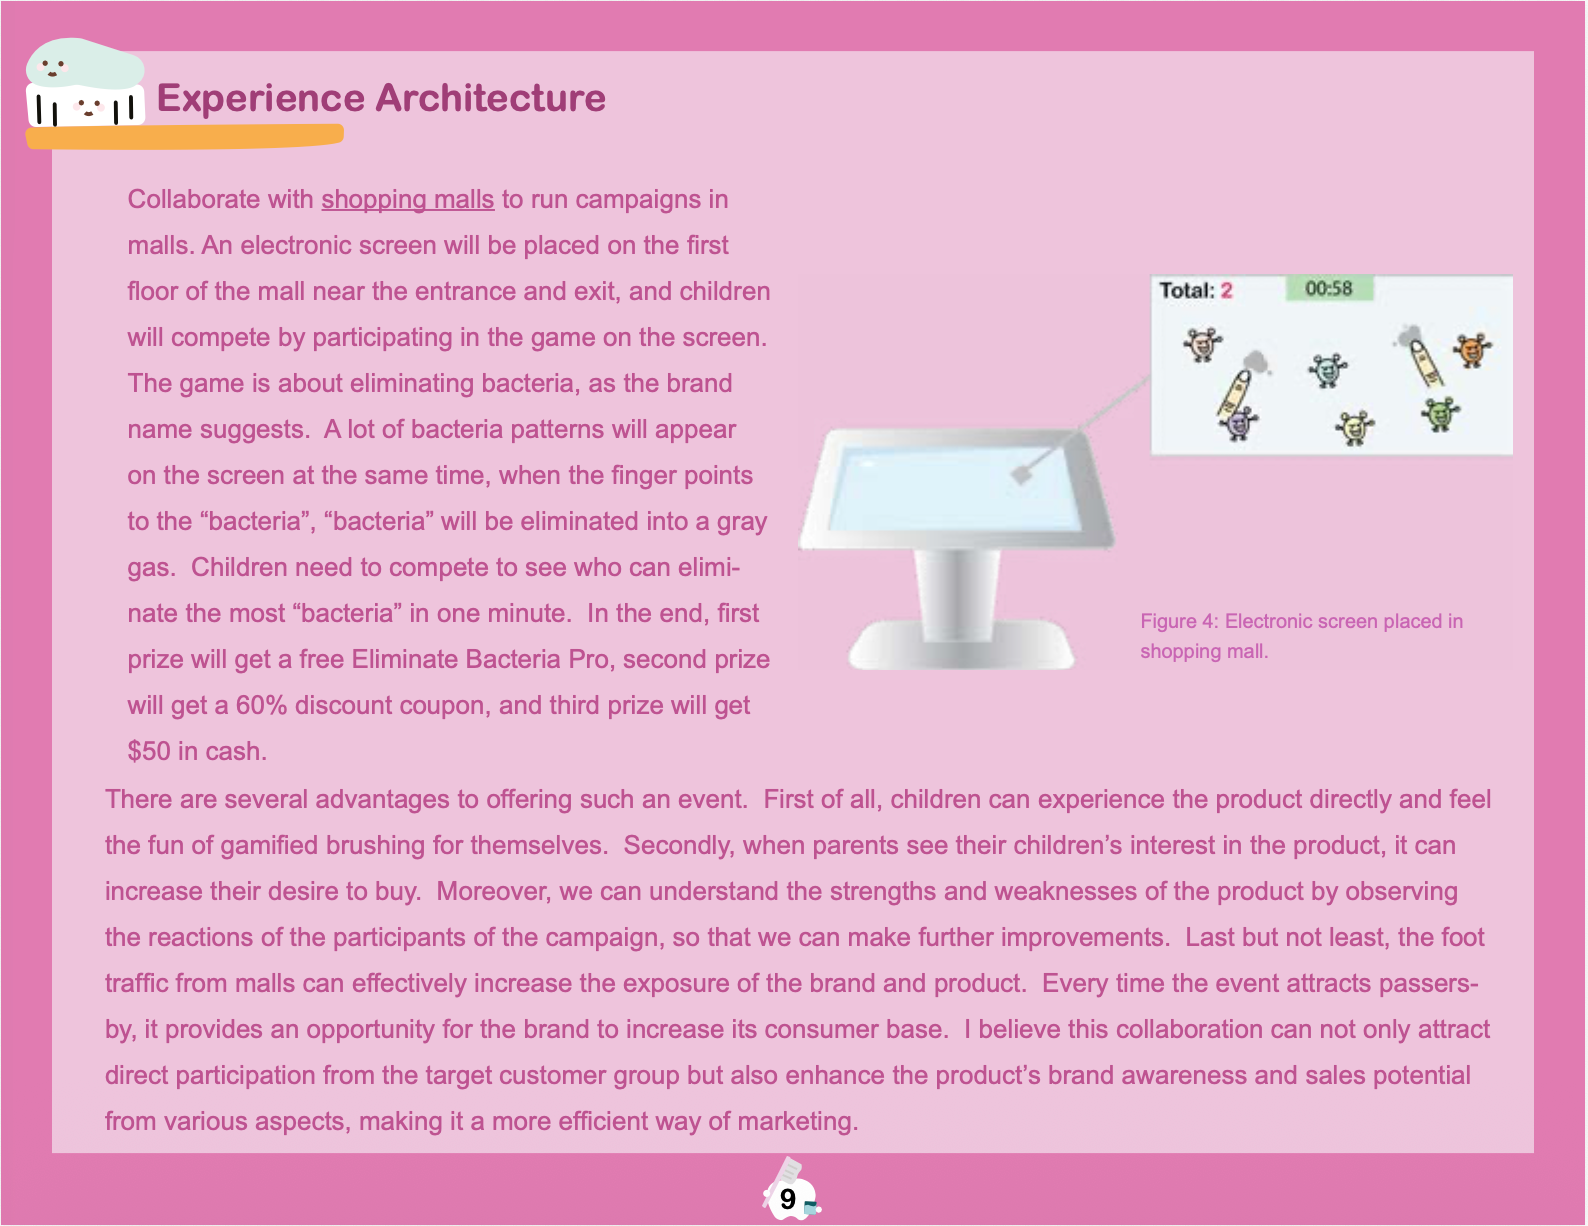 Experience Architecture
Collaborate with shopping malls to run campaigns in
malls. An electronic screen will be placed on the first
floor of the mall near the entrance and exit, and children
will compete by participating in the game on the screen.
The game is about eliminating bacteria, as the brand
name suggests.  A lot of bacteria patterns will appear
on the screen at the same time, when the finger points
to the “bacteria”, “bacteria” will be eliminated into a gray
gas.  Children need to compete to see who can elimi-
nate the most “bacteria” in one minute.  In the end, first
prize will get a free Eliminate Bacteria Pro, second prize
will get a 60% discount coupon, and third prize will get
$50 in cash.
Total: 2
00:58
Figure 4: Electronic screen placed in
shopping mall.
There are several advantages to offering such an event.  First of all, children can experience the product directly and feel
the fun of gamified brushing for themselves.  Secondly, when parents see their children’s interest in the product, it can
increase their desire to buy.  Moreover, we can understand the strengths and weaknesses of the product by observing
the reactions of the participants of the campaign, so that we can make further improvements.  Last but not least, the foot
traffic from malls can effectively increase the exposure of the brand and product.  Every time the event attracts passers-
by, it provides an opportunity for the brand to increase its consumer base.  I believe this collaboration can not only attract
direct participation from the target customer group but also enhance the product’s brand awareness and sales potential
from various aspects, making it a more efficient way of marketing.
9